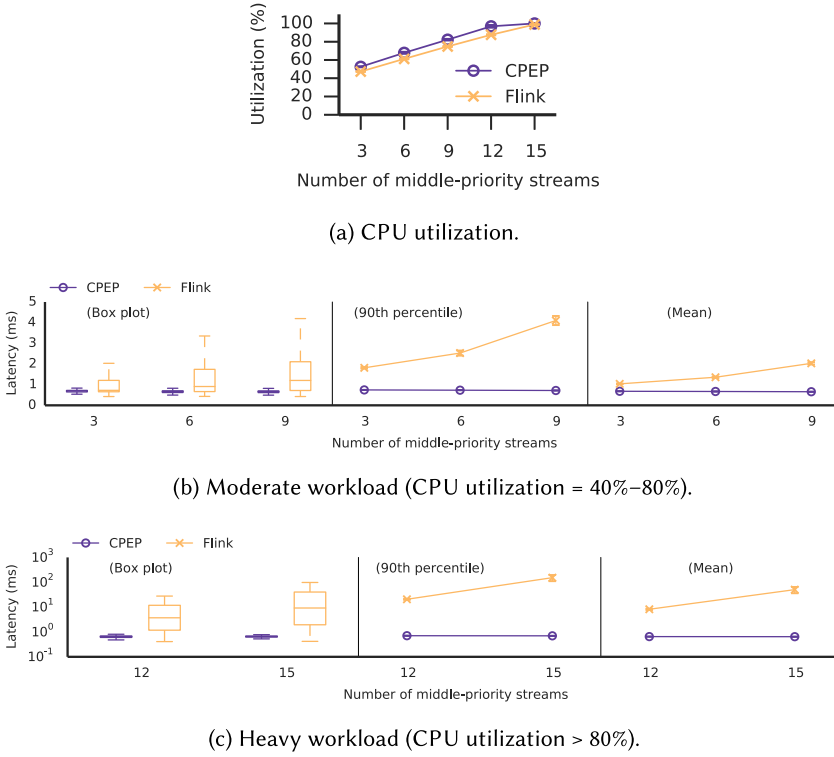 Utilization (%)
100
80
60
40
20
0
CPEP
Flink
3 6 9 12 15
Number of middle-priority streams
(a) CPU utilization.
CPEP Flink
(Box plot) (90th percentile) (Mean)
Latency (ms)
5
4
3
2
1
0
3 6 9 3 6 9 3 6 9
Number of middle-priority streams
(b) Moderate workload (CPU utilization = 40%–80%).
CPEP Flink
(Box plot) (90th percentile) (Mean)
Latency (ms)
10³
10²
10¹
10⁰
10⁻¹
12 15 12 15 12 15
Number of middle-priority streams
(c) Heavy workload (CPU utilization > 80%).